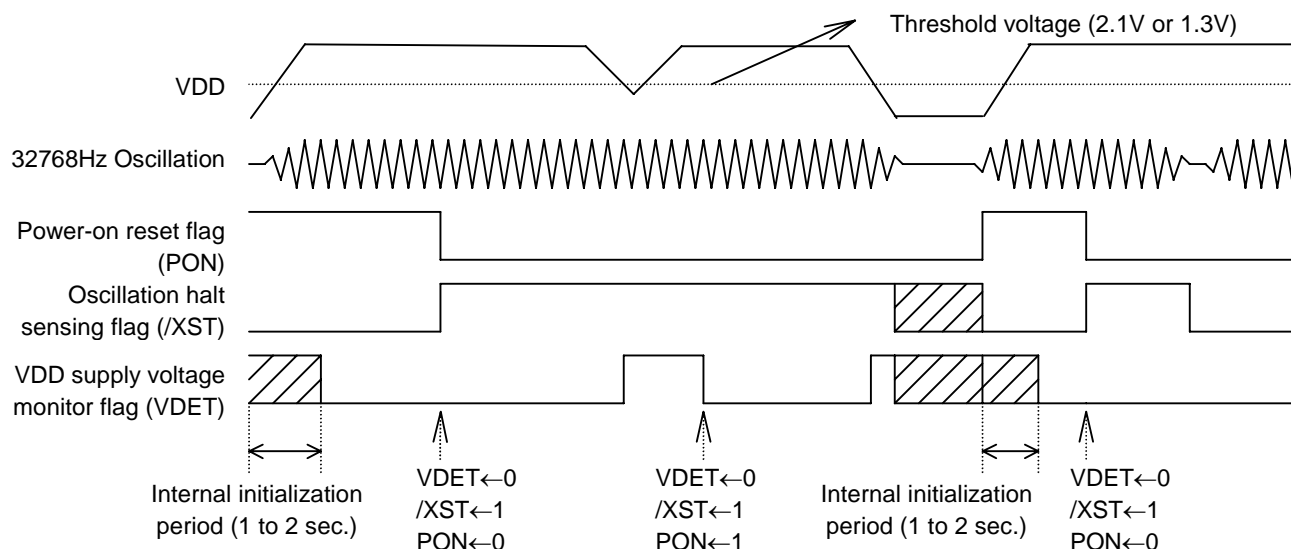 Threshold voltage (2.1V or 1.3V)
VDD
32768Hz Oscillation
Power-on reset flag
(PON)
Oscillation halt
sensing flag (/XST)
VDD supply voltage
monitor flag (VDET)
Internal initialization
period (1 to 2 sec.)
VDET←0
/XST←1
PON←0
VDET←0
/XST←1
PON←1
Internal initialization
period (1 to 2 sec.)
VDET←0
/XST←1
PON←0